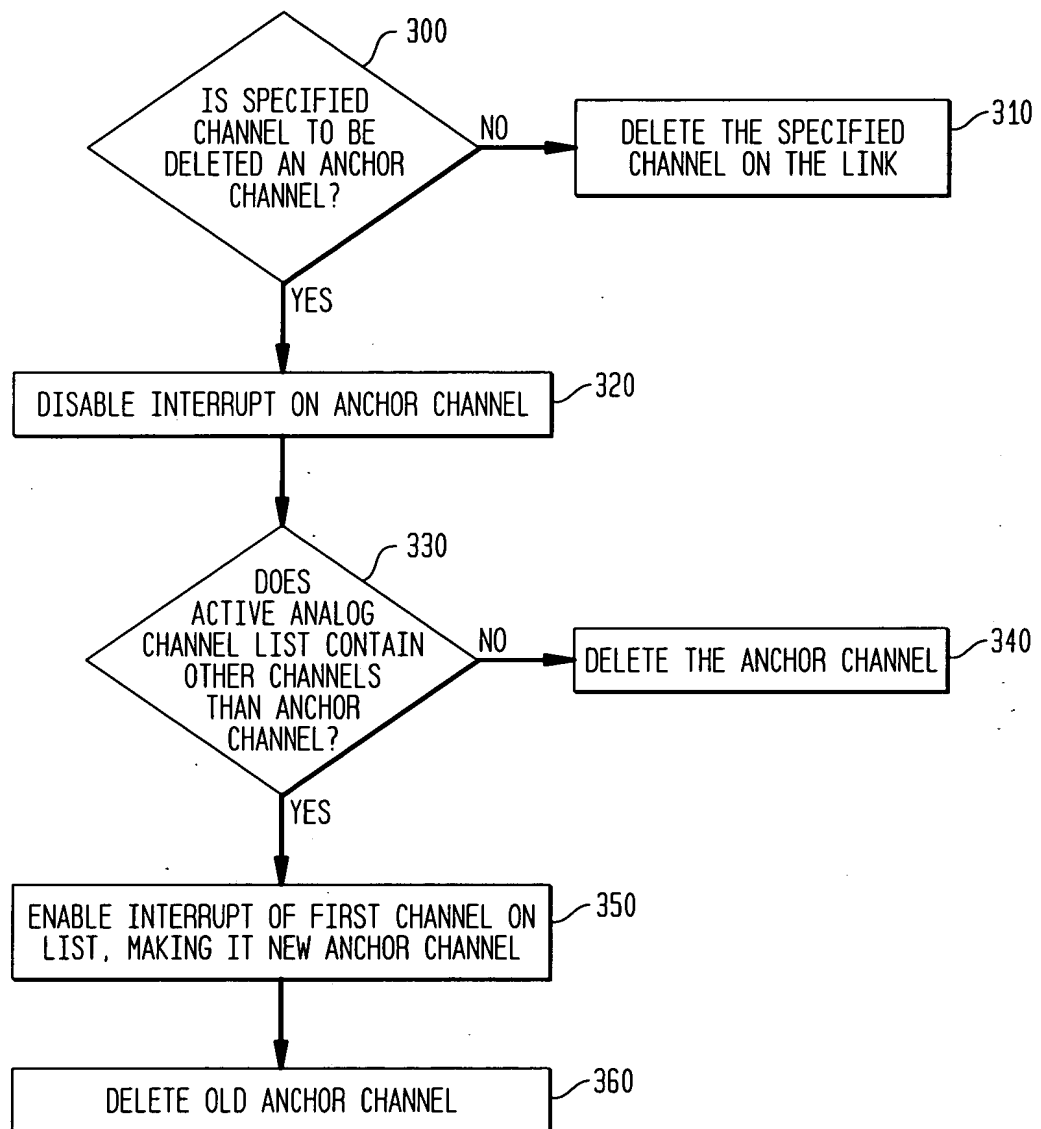 300
IS SPECIFIED
CHANNEL TO BE
DELETED AN ANCHOR
CHANNEL?
NO
DELETE THE SPECIFIED
CHANNEL ON THE LINK
310
YES
DISABLE INTERRUPT ON ANCHOR CHANNEL
320
330
DOES
ACTIVE ANALOG
CHANNEL LIST CONTAIN
OTHER CHANNELS
THAN ANCHOR
CHANNEL?
NO
DELETE THE ANCHOR CHANNEL
340
YES
ENABLE INTERRUPT OF FIRST CHANNEL ON
LIST, MAKING IT NEW ANCHOR CHANNEL
350
DELETE OLD ANCHOR CHANNEL
360